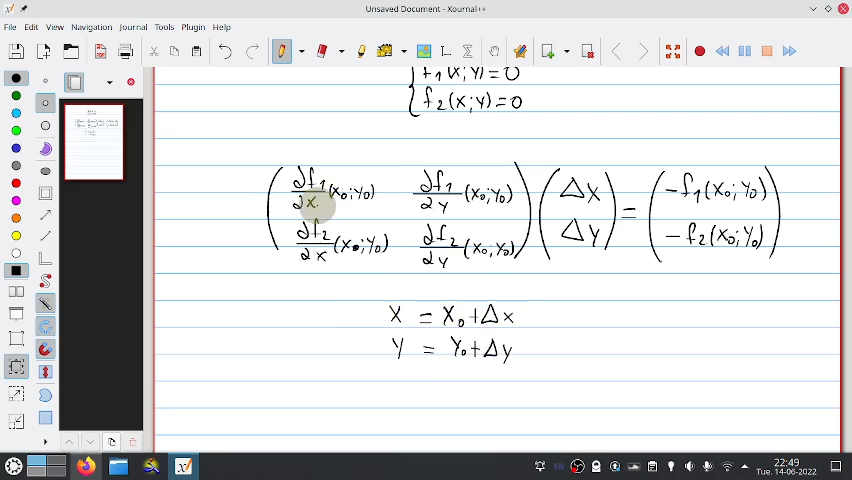 Unsaved Document - Xournal++
File Edit View Navigation Journal Tools Plugin Help
f1(x;y)=0
f2(x;y)=0
∂f1/∂x (x0;y0) ∂f1/∂y (x0;y0) Δx = -f1(x0;y0)
∂f2/∂x (x0;y0) ∂f2/∂y (x0;y0) Δy -f2(x0;y0)
x = x0+Δx
y = y0+Δy
en
22:49
Tue. 14-06-2022